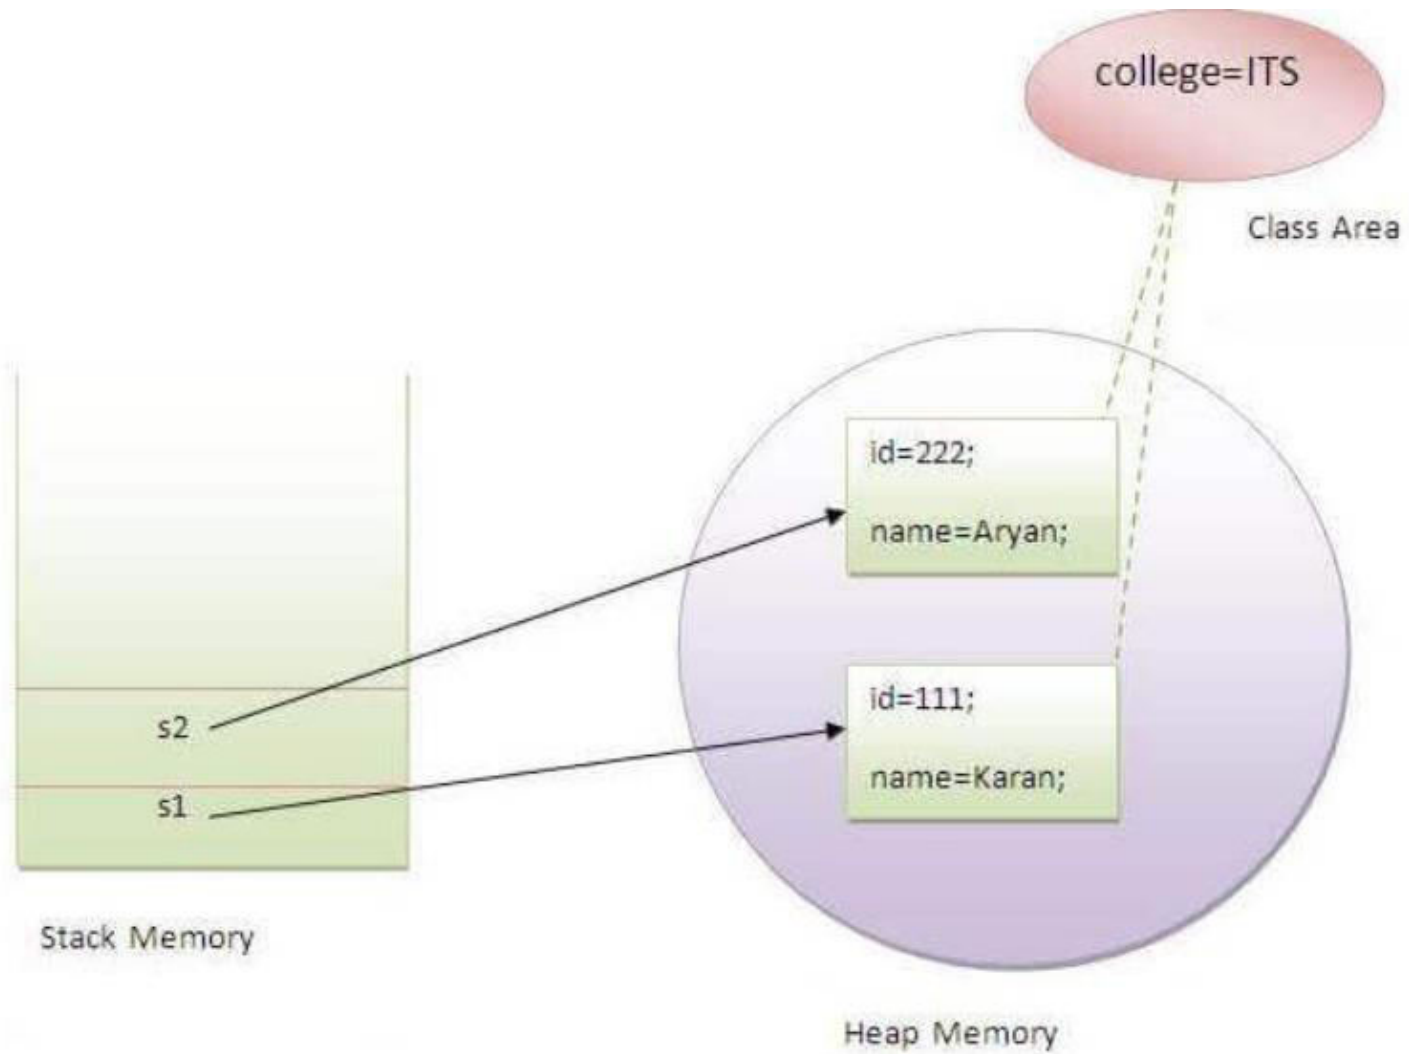 college=ITS
Class Area
id=222;
name=Aryan;
s2
id=111;
name=Karan;
s1
Stack Memory
Heap Memory